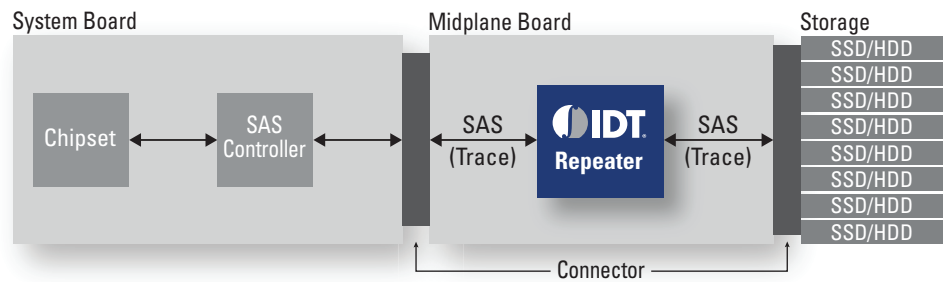 System Board
Midplane Board
Storage
SSD/HDD
SSD/HDD
SSD/HDD
SSD/HDD
SSD/HDD
SSD/HDD
SSD/HDD
SSD/HDD
Chipset
SAS
Controller
SAS
(Trace)
IDT.
Repeater
SAS
(Trace)
Connector